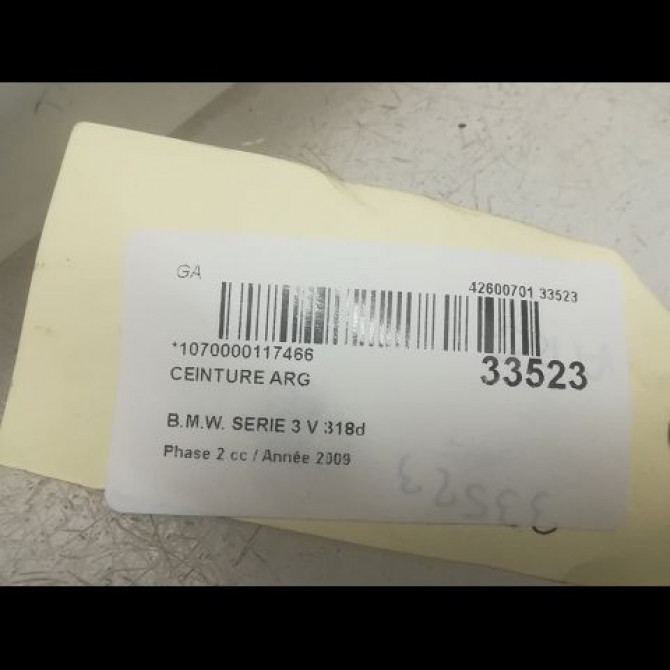 GA
42600701 33523
*1070000117466
33523
CEINTURE ARG
B.M.W. SERIE 3 V 318d
Phase 2 cc / Année 2009
33523